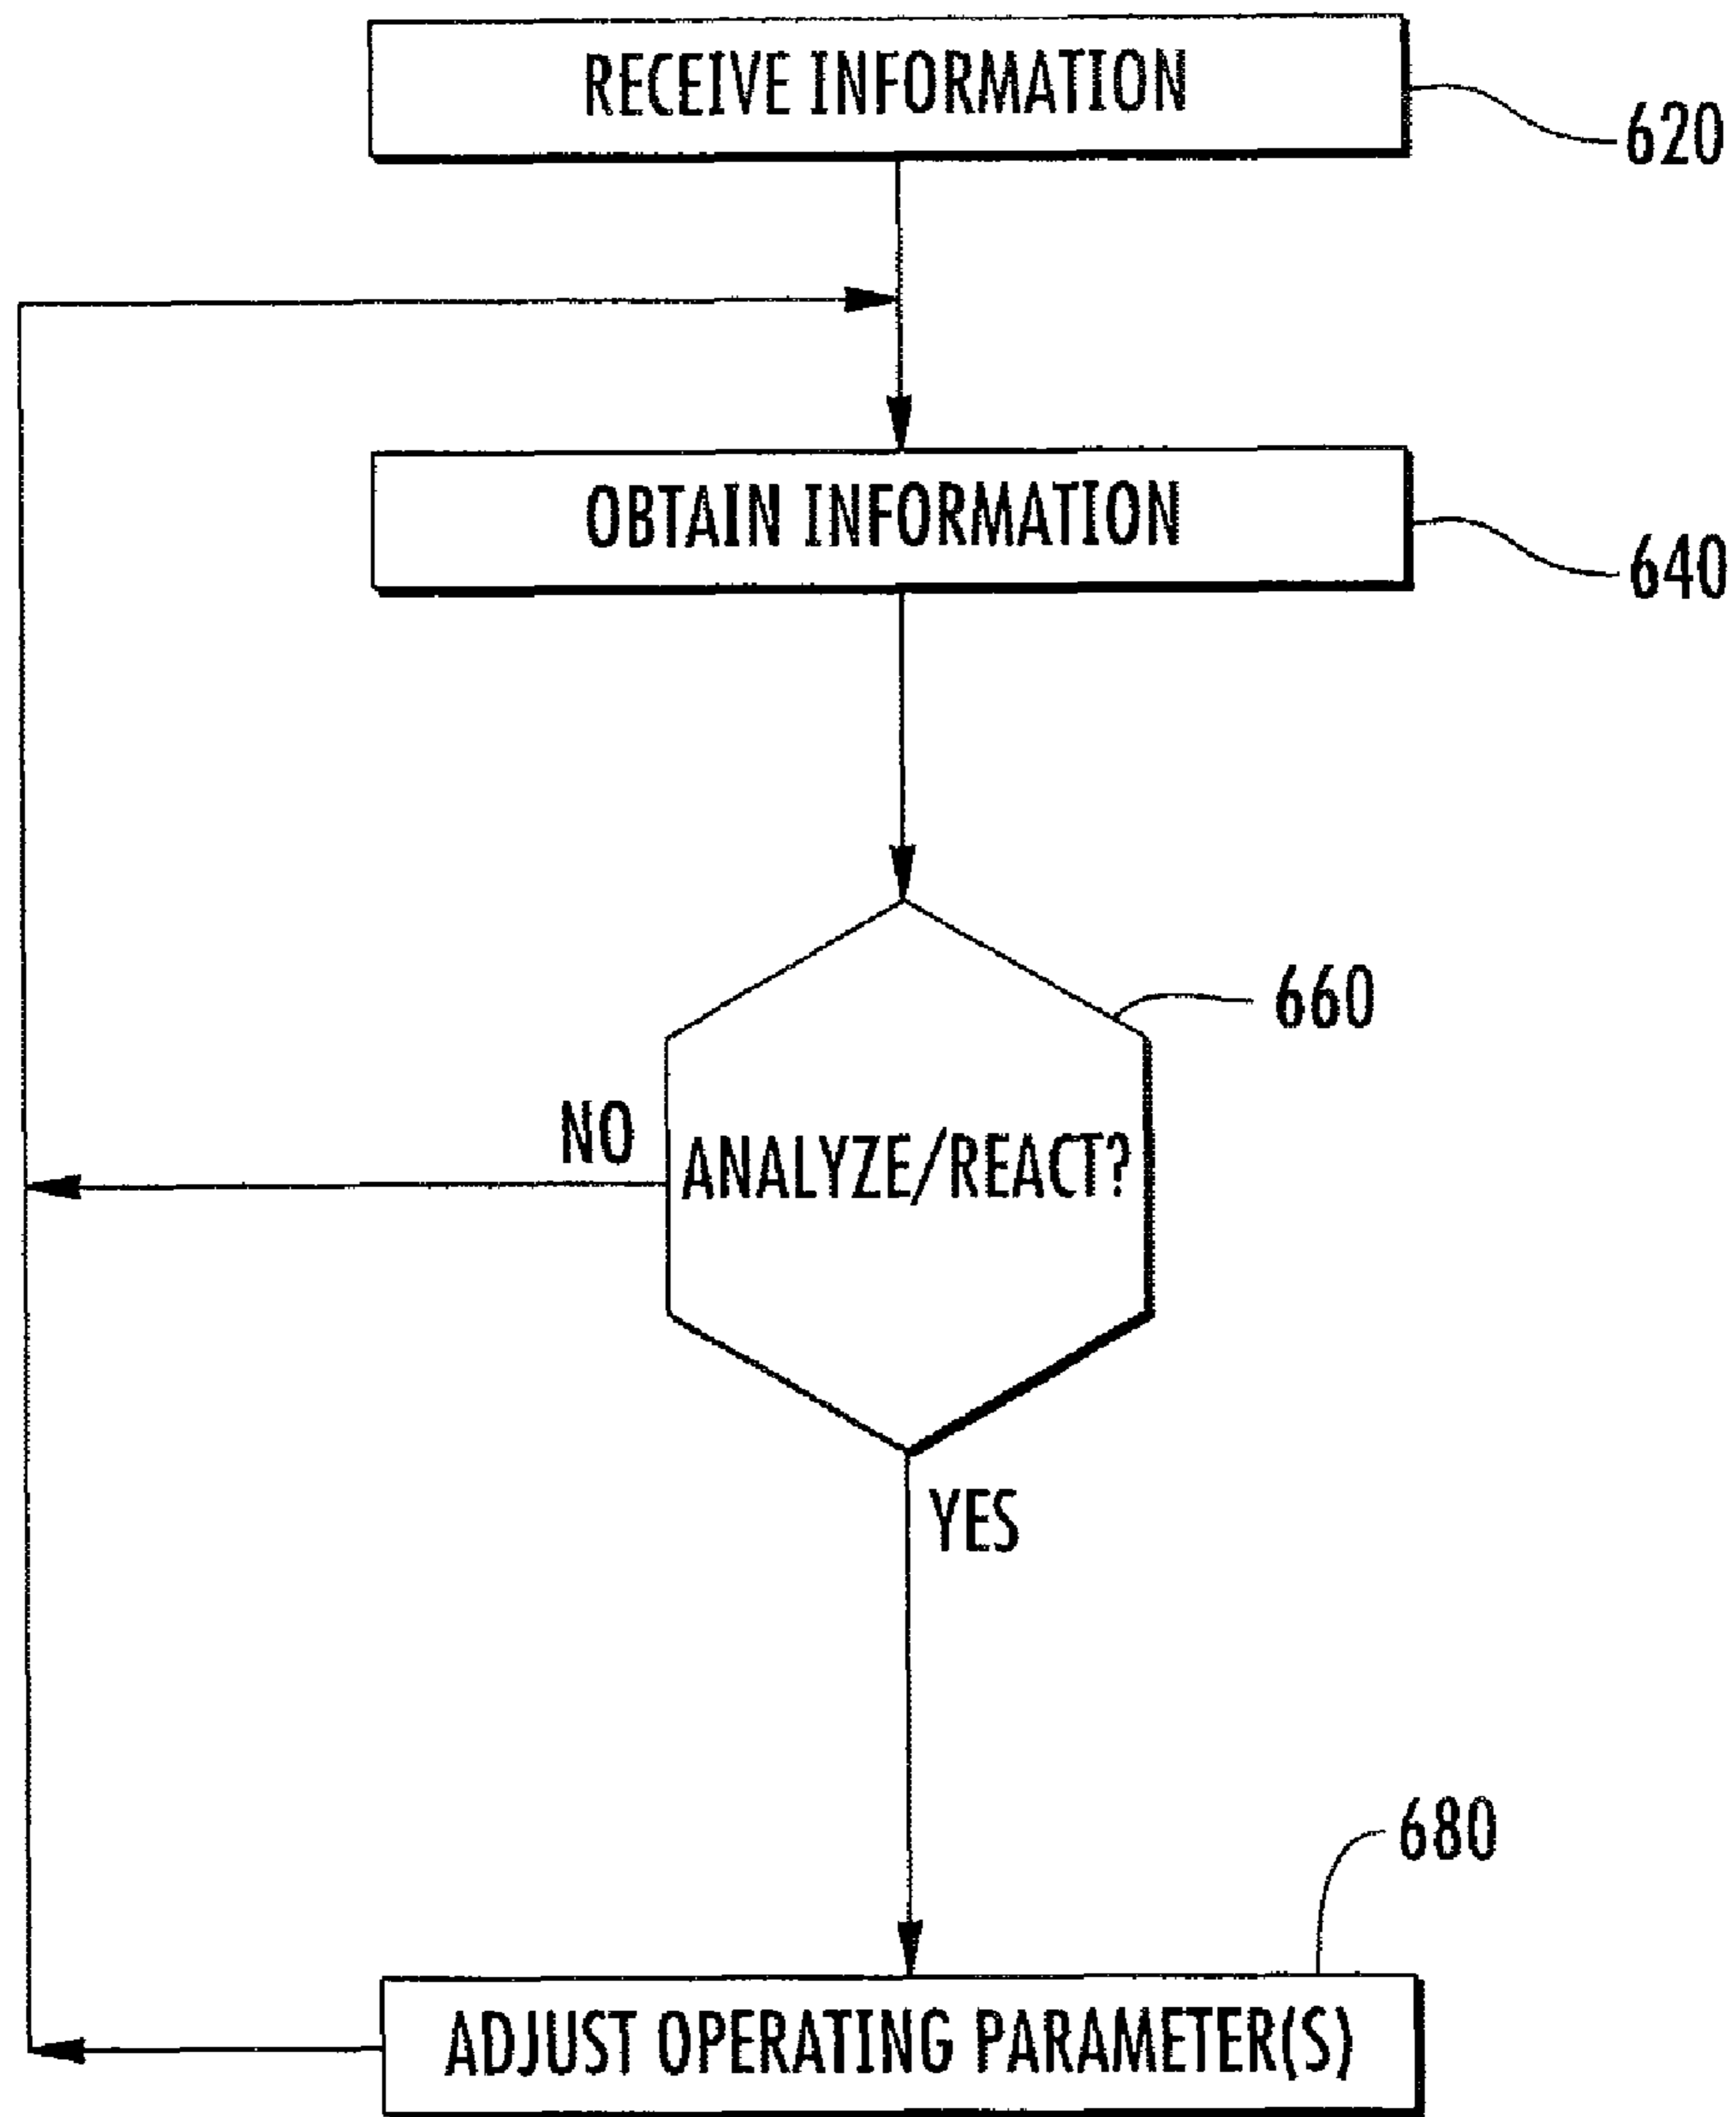 RECEIVE INFORMATION
620
OBTAIN INFORMATION
640
660
NO
ANALYZE/REACT?
YES
680
ADJUST OPERATING PARAMETER(S)